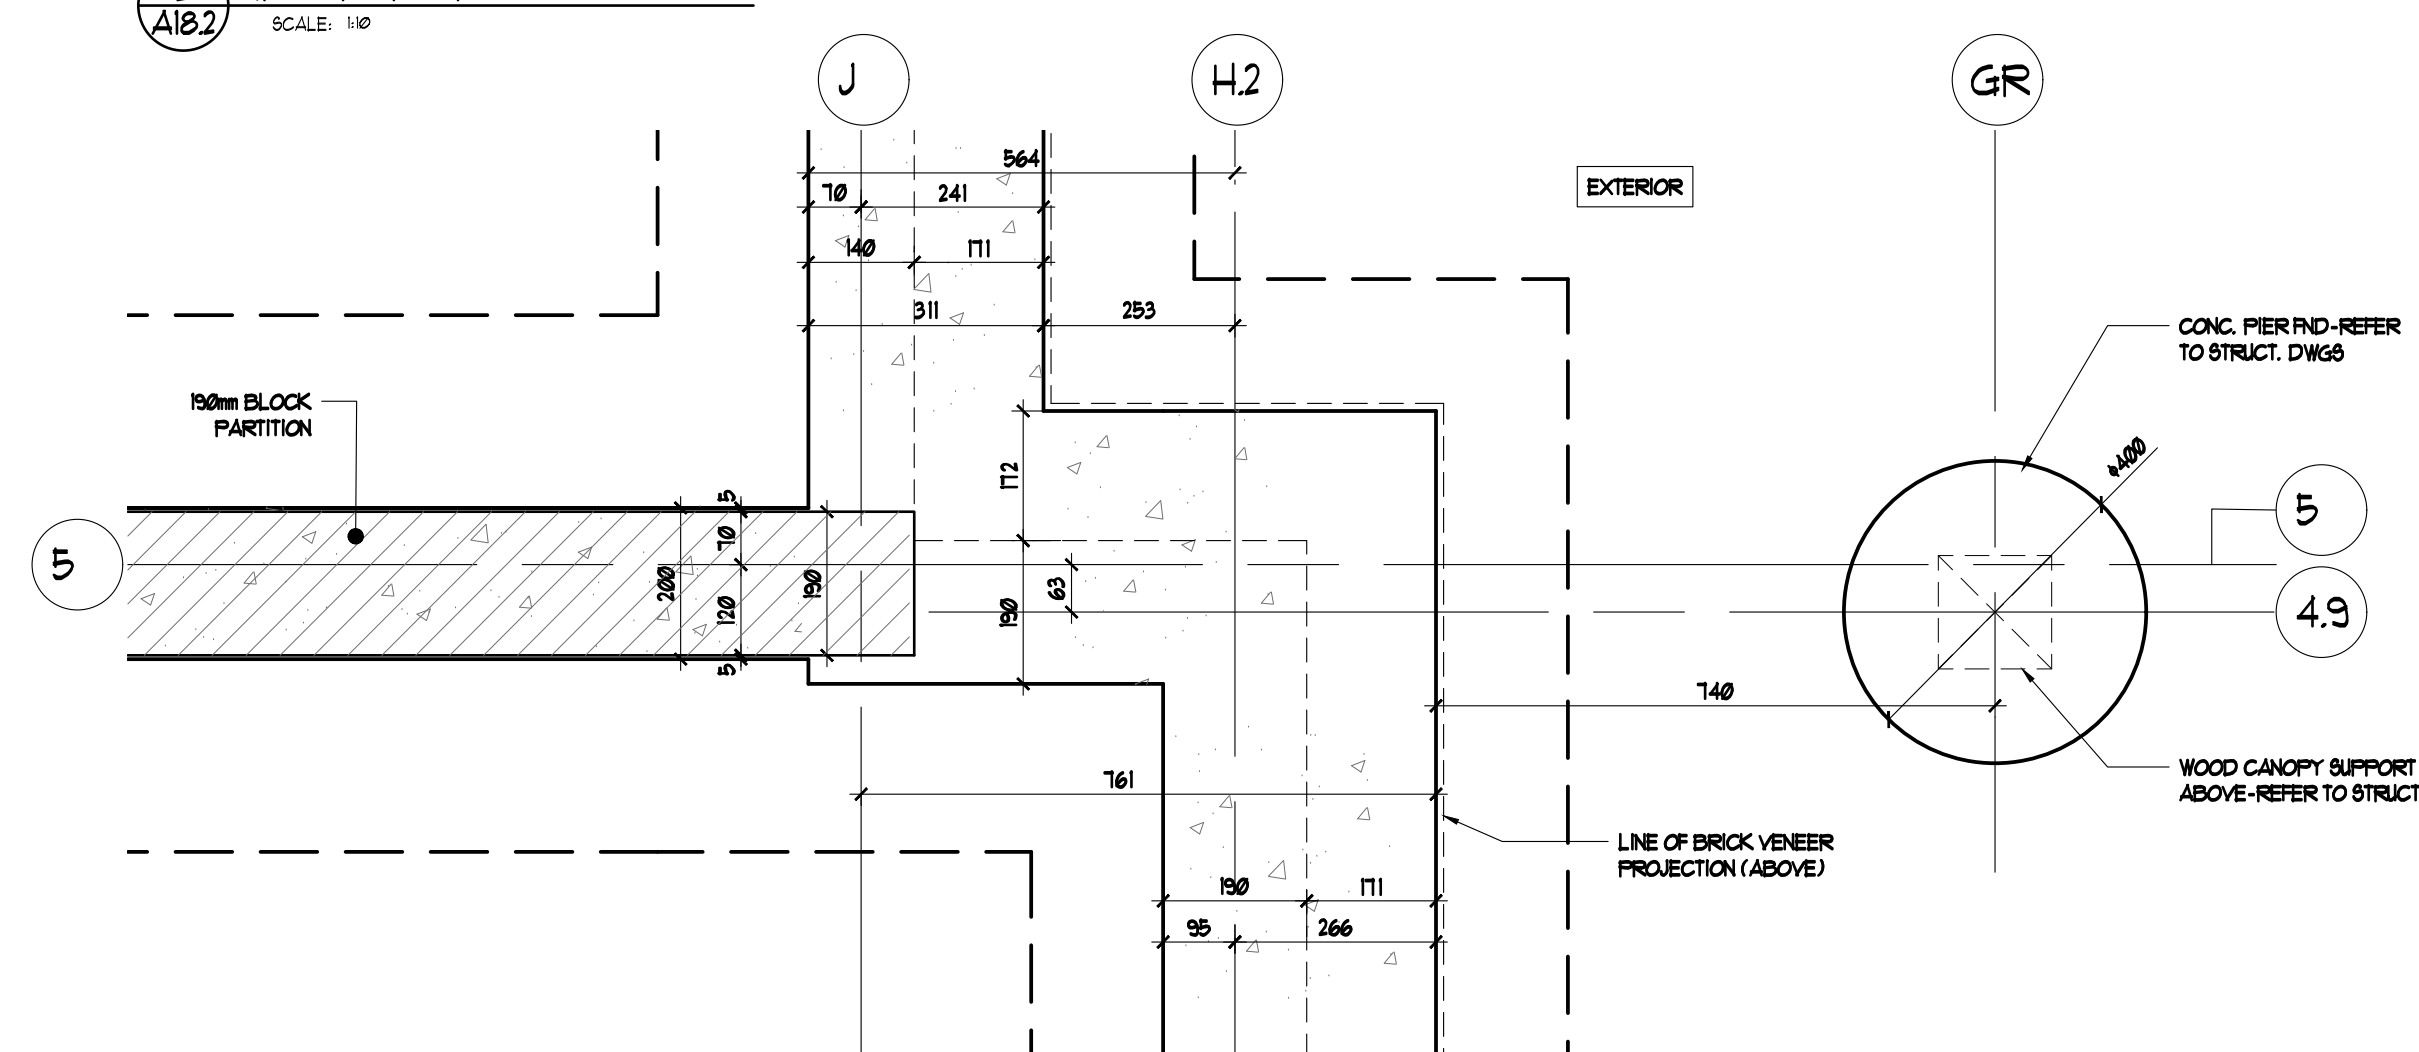 A18.2
SCALE: 1:10
J
H.2
GR
564
70
241
EXTERIOR
140
171
311
253
CONC. PIER FND-REFER
TO STRUCT. DWGS
190mm BLOCK
PARTITION
172
ø400
5
70
200
120
190
5
5
63
190
5
4.9
740
761
WOOD CANOPY SUPPORT
ABOVE-REFER TO STRUCT
LINE OF BRICK VENEER
PROJECTION (ABOVE)
190
171
95
266